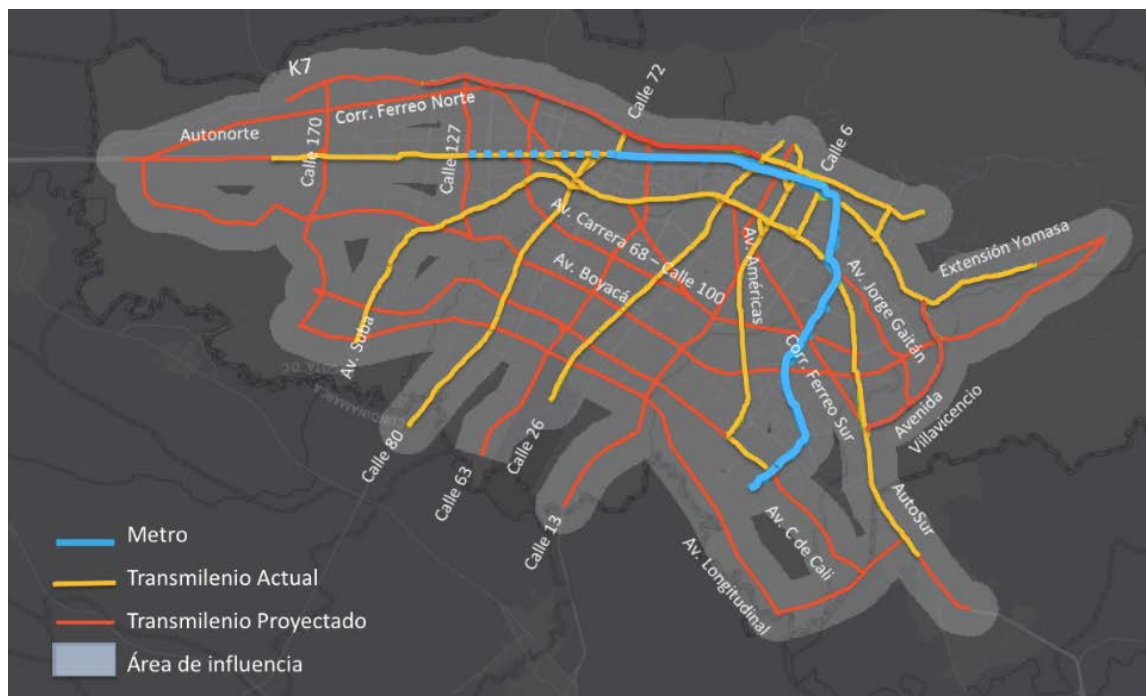 K7
Corr. Ferreo Norte
Autonorte
Calle 170
Calle 127
Calle 72
Calle 6
Av. Carrera 68 – Calle 100
Av. Boyacá
Av. Américas
Av. Jorge Gaitán
Extensión Yomasa
Av. Suba
Calle 80
Calle 63
Calle 26
Calle 13
Corr. Ferreo Sur
Avenida
Villavicencio
AutoSur
Av. C de Cali
Av. Longitudinal
CUNDINAMARCA
Metro
Transmilenio Actual
Transmilenio Proyectado
Área de influencia